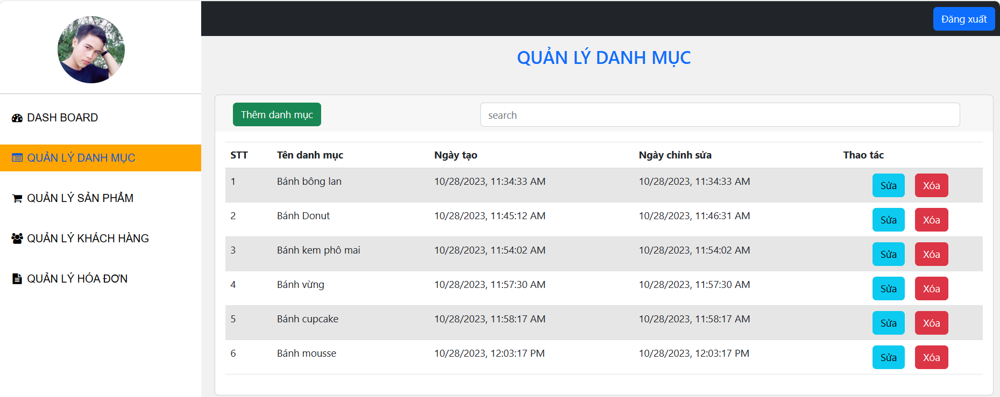 Đăng xuất
QUẢN LÝ DANH MỤC
DASH BOARD
QUẢN LÝ DANH MỤC
QUẢN LÝ SẢN PHẨM
QUẢN LÝ KHÁCH HÀNG
QUẢN LÝ HÓA ĐƠN
Thêm danh mục search
STT Tên danh mục Ngày tạo Ngày chỉnh sửa Thao tác
1 Bánh bông lan 10/28/2023, 11:34:33 AM 10/28/2023, 11:34:33 AM Sửa Xóa
2 Bánh Donut 10/28/2023, 11:45:12 AM 10/28/2023, 11:46:31 AM Sửa Xóa
3 Bánh kem phô mai 10/28/2023, 11:54:02 AM 10/28/2023, 11:54:02 AM Sửa Xóa
4 Bánh vừng 10/28/2023, 11:57:30 AM 10/28/2023, 11:57:30 AM Sửa Xóa
5 Bánh cupcake 10/28/2023, 11:58:17 AM 10/28/2023, 11:58:17 AM Sửa Xóa
6 Bánh mousse 10/28/2023, 12:03:17 PM 10/28/2023, 12:03:17 PM Sửa Xóa